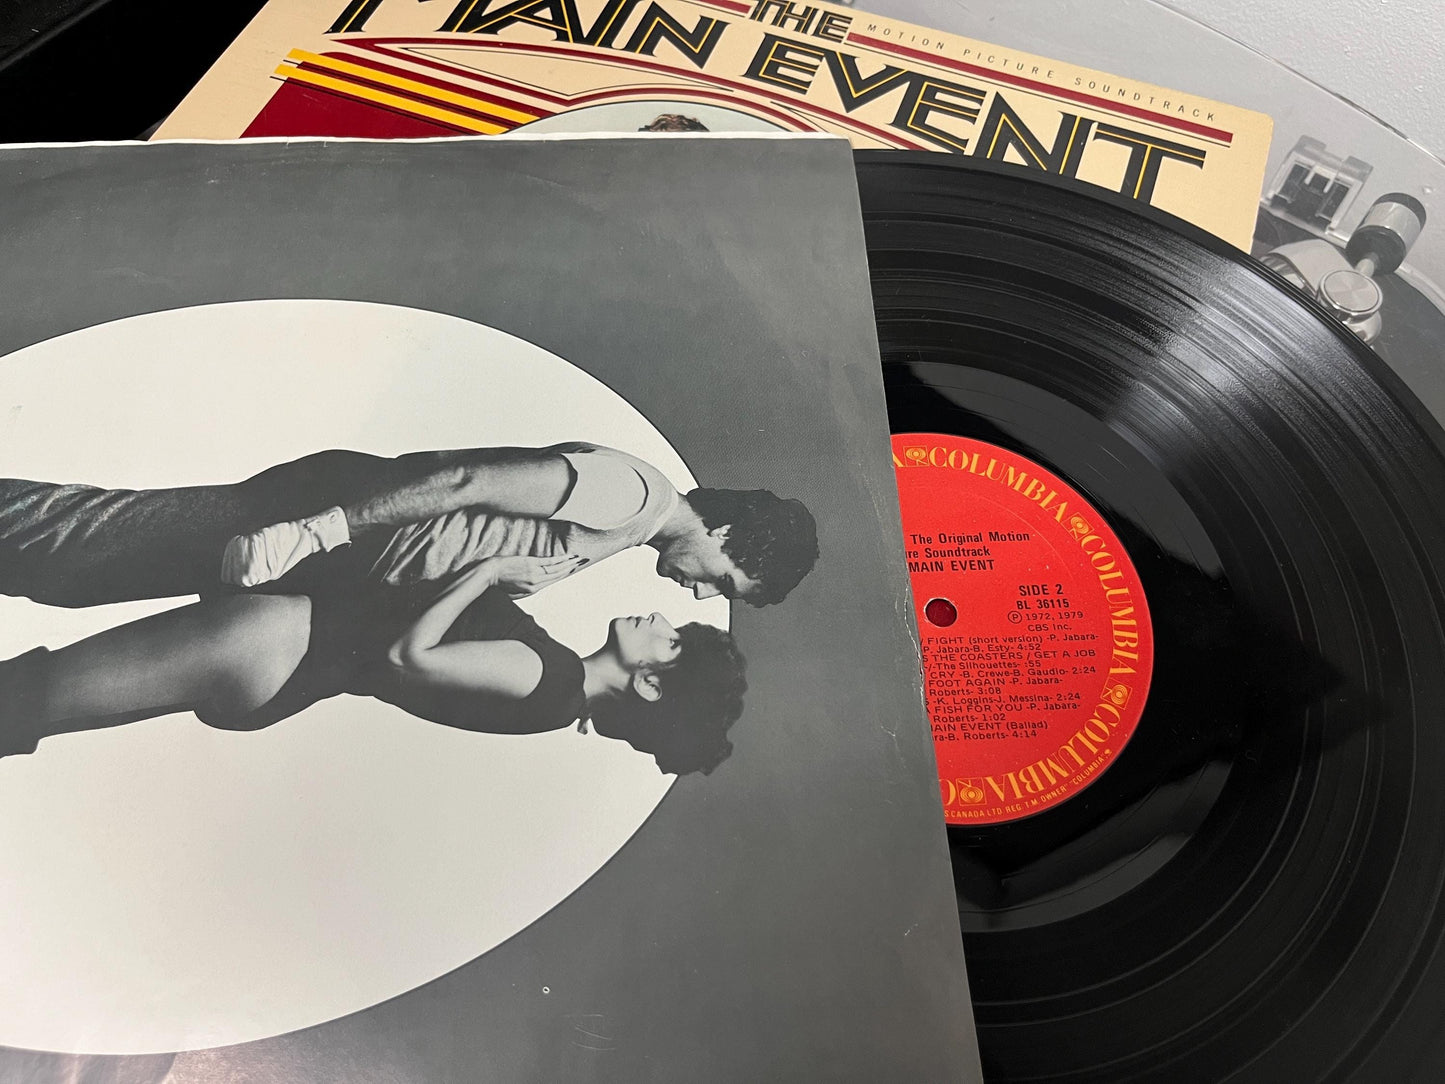 THE
MAIN EVENT
MOTION PICTURE SOUNDTRACK
COLUMBIA COLUMBIA COLUMBIA COLUMBIA
The Original Motion
Soundtrack
MAIN EVENT
SIDE 2
BL 36115
Ⓟ 1972, 1979
CBS Inc.
/ FIGHT (short version) -P. Jabara-
P. Jabara-B. Esty- 4:52
THE COASTERS / GET A JOB
-/-The Silhouettes- :55
CRY -B. Crewe-B. Gaudio- 2:24
FOOT AGAIN -P. Jabara-
Roberts- 3:08
-K. Loggins-J. Messina- 2:24
A FISH FOR YOU -P. Jabara-
Roberts- 1:02
MAIN EVENT (Ballad)
-B. Roberts- 4:14
CANADA LTD. REG. T.M. OWNER "COLUMBIA"